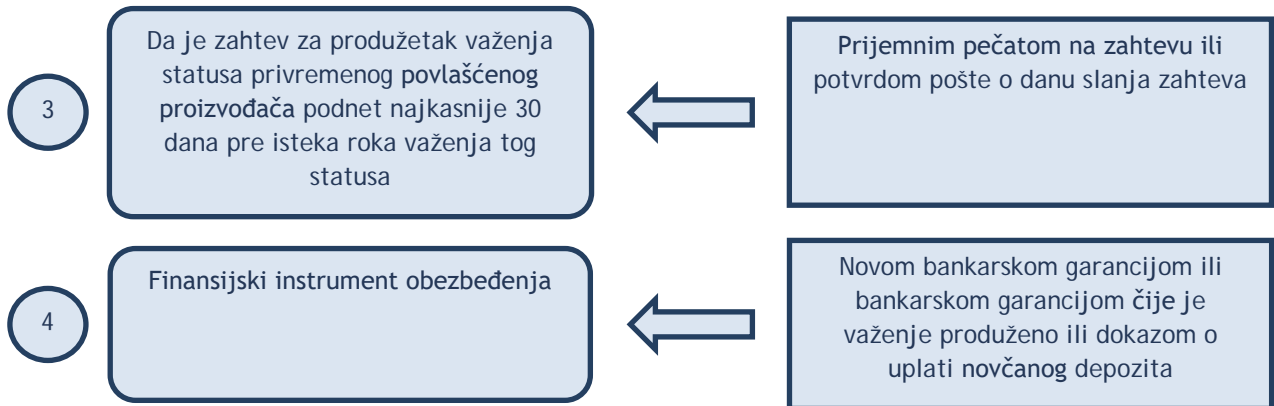 3
Da je zahtev za produžetak važenja
statusa privremenog povlašćenog
proizvođača podnet najkasnije 30
dana pre isteka roka važenja tog
statusa
Prijemnim pečatom na zahtevu ili
potvrdom pošte o danu slanja zahteva
4
Finansijski instrument obezbeđenja
Novom bankarskom garancijom ili
bankarskom garancijom čije je
važenje produženo ili dokazom o
uplati novčanog depozita